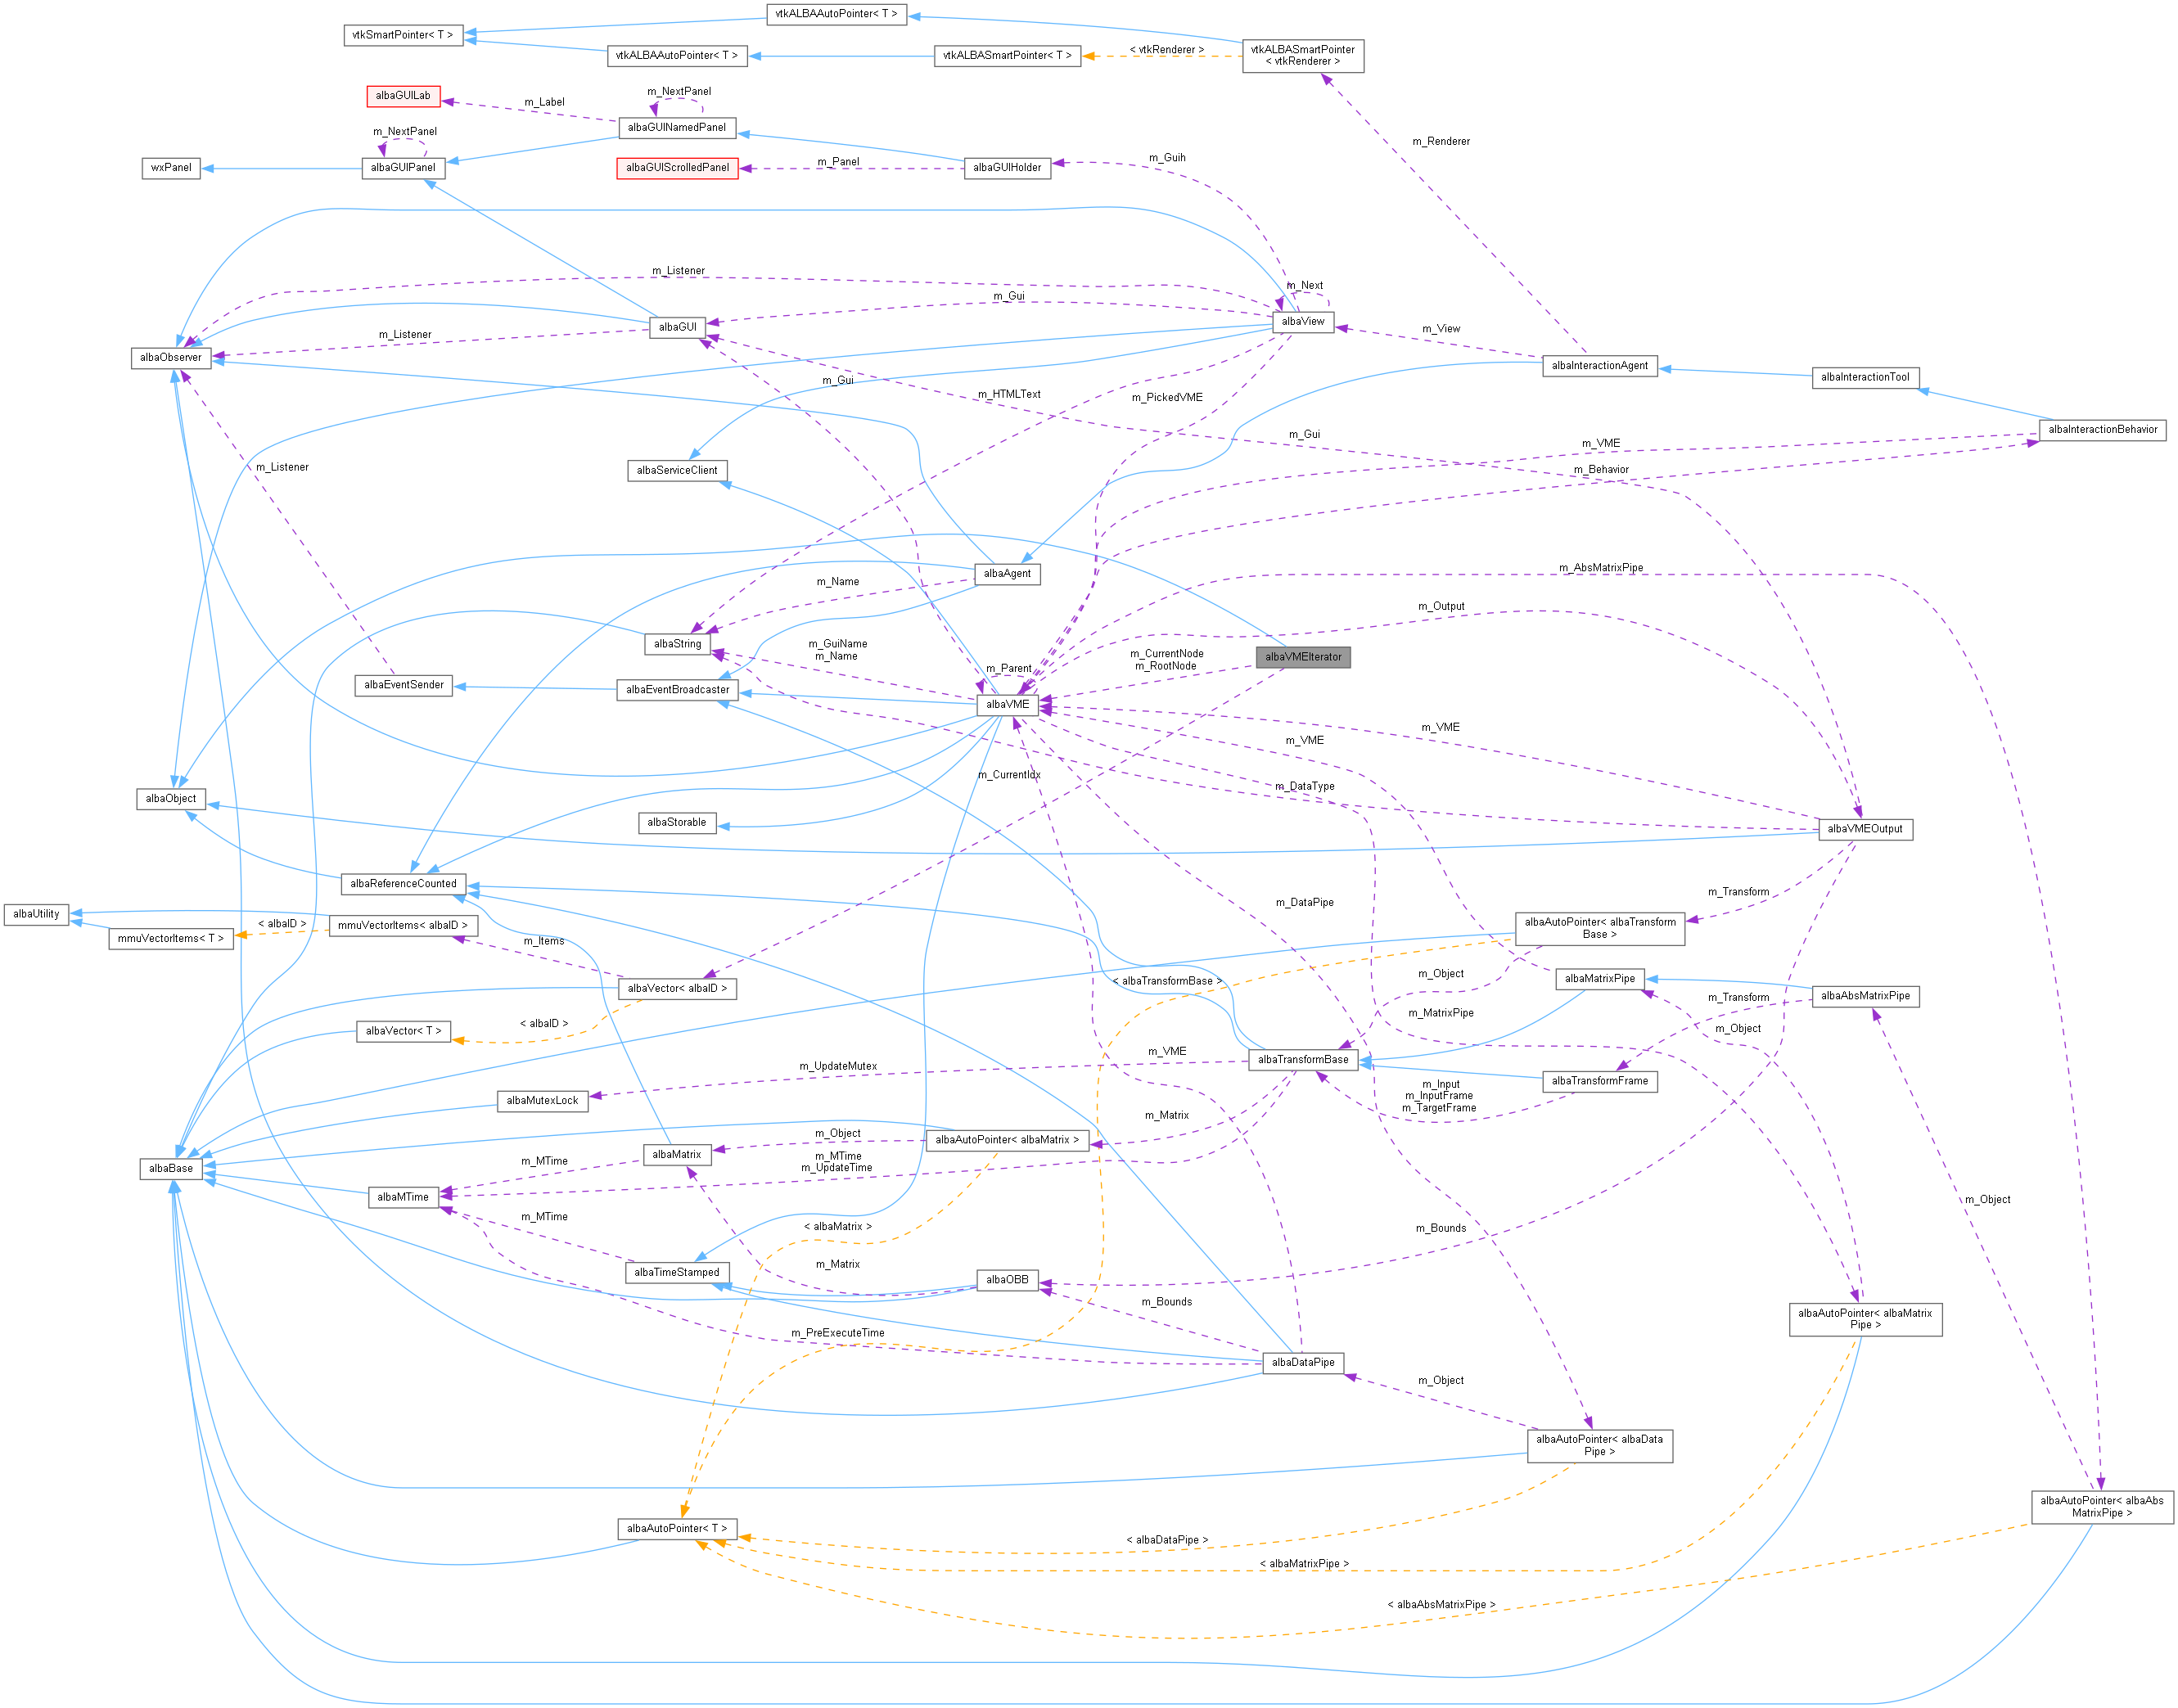 vtkALBAAutoPointer< T >
vtkSmartPointer< T >
vtkALBAAutoPointer< T >
vtkALBASmartPointer< T >
< vtkRenderer >
vtkALBASmartPointer
< vtkRenderer >
albaGUILab
m_Label
m_NextPanel
albaGUINamedPanel
m_NextPanel
m_Renderer
wxPanel
albaGUIPanel
albaGUIScrolledPanel
m_Panel
albaGUIHolder
m_Guih
m_Listener
m_Gui
m_Next
albaGUI
albaView
m_Listener
m_View
albaObserver
albaInteractionAgent
albaInteractionTool
m_Gui
m_HTMLText
m_PickedVME
albaInteractionBehavior
m_Gui
m_VME
m_Listener
albaServiceClient
m_Behavior
albaAgent
m_AbsMatrixPipe
m_Name
m_Output
albaString
m_GuiName
m_Name
m_CurrentNode
m_RootNode
albaVMEIterator
m_Parent
albaEventSender
albaEventBroadcaster
albaVME
m_VME
m_VME
m_CurrentIdx
m_DataType
albaObject
albaStorable
albaVMEOutput
albaReferenceCounted
m_Transform
m_DataPipe
albaUtility
mmuVectorItems< T >
< albaID >
mmuVectorItems< albaID >
m_Items
albaAutoPointer< albaTransform
Base >
albaVector< albaID >
< albaTransformBase >
m_Object
albaMatrixPipe
albaAbsMatrixPipe
m_Transform
albaVector< T >
< albaID >
m_MatrixPipe
m_Object
m_VME
albaTransformBase
m_UpdateMutex
albaTransformFrame
albaMutexLock
m_Input
m_InputFrame
m_TargetFrame
m_Matrix
m_Object
albaAutoPointer< albaMatrix >
albaMatrix
albaBase
m_MTime
m_MTime
m_UpdateTime
albaMTime
m_Object
m_MTime
< albaMatrix >
m_Bounds
albaTimeStamped
m_Matrix
albaOBB
m_Bounds
albaAutoPointer< albaMatrix
Pipe >
m_PreExecuteTime
albaDataPipe
m_Object
albaAutoPointer< albaData
Pipe >
albaAutoPointer< albaAbs
MatrixPipe >
albaAutoPointer< T >
< albaDataPipe >
< albaMatrixPipe >
< albaAbsMatrixPipe >